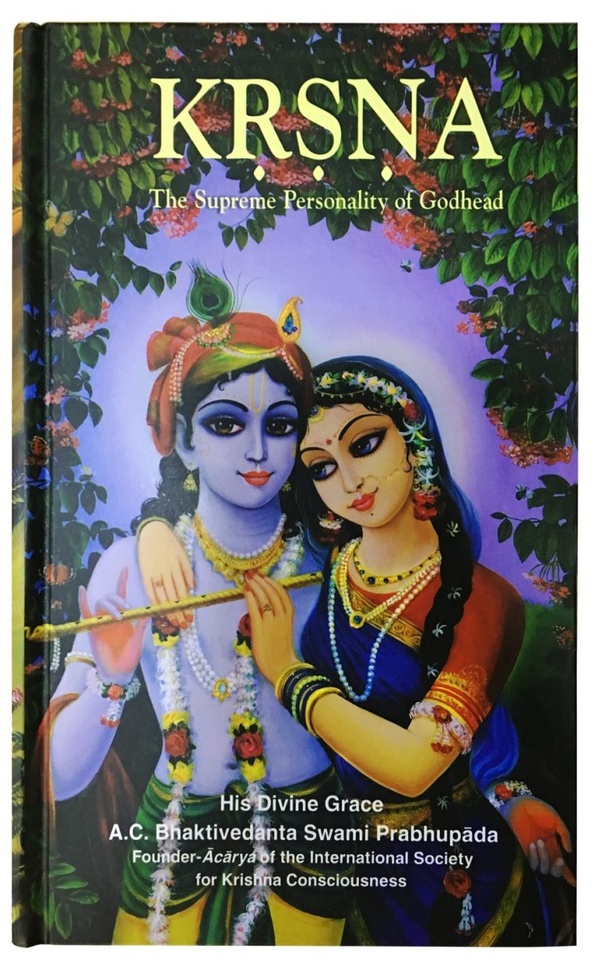 KṚṢṆA
The Supreme Personality of Godhead
His Divine Grace
A.C. Bhaktivedanta Swami Prabhupāda
Founder-Ācārya of the International Society
for Krishna Consciousness